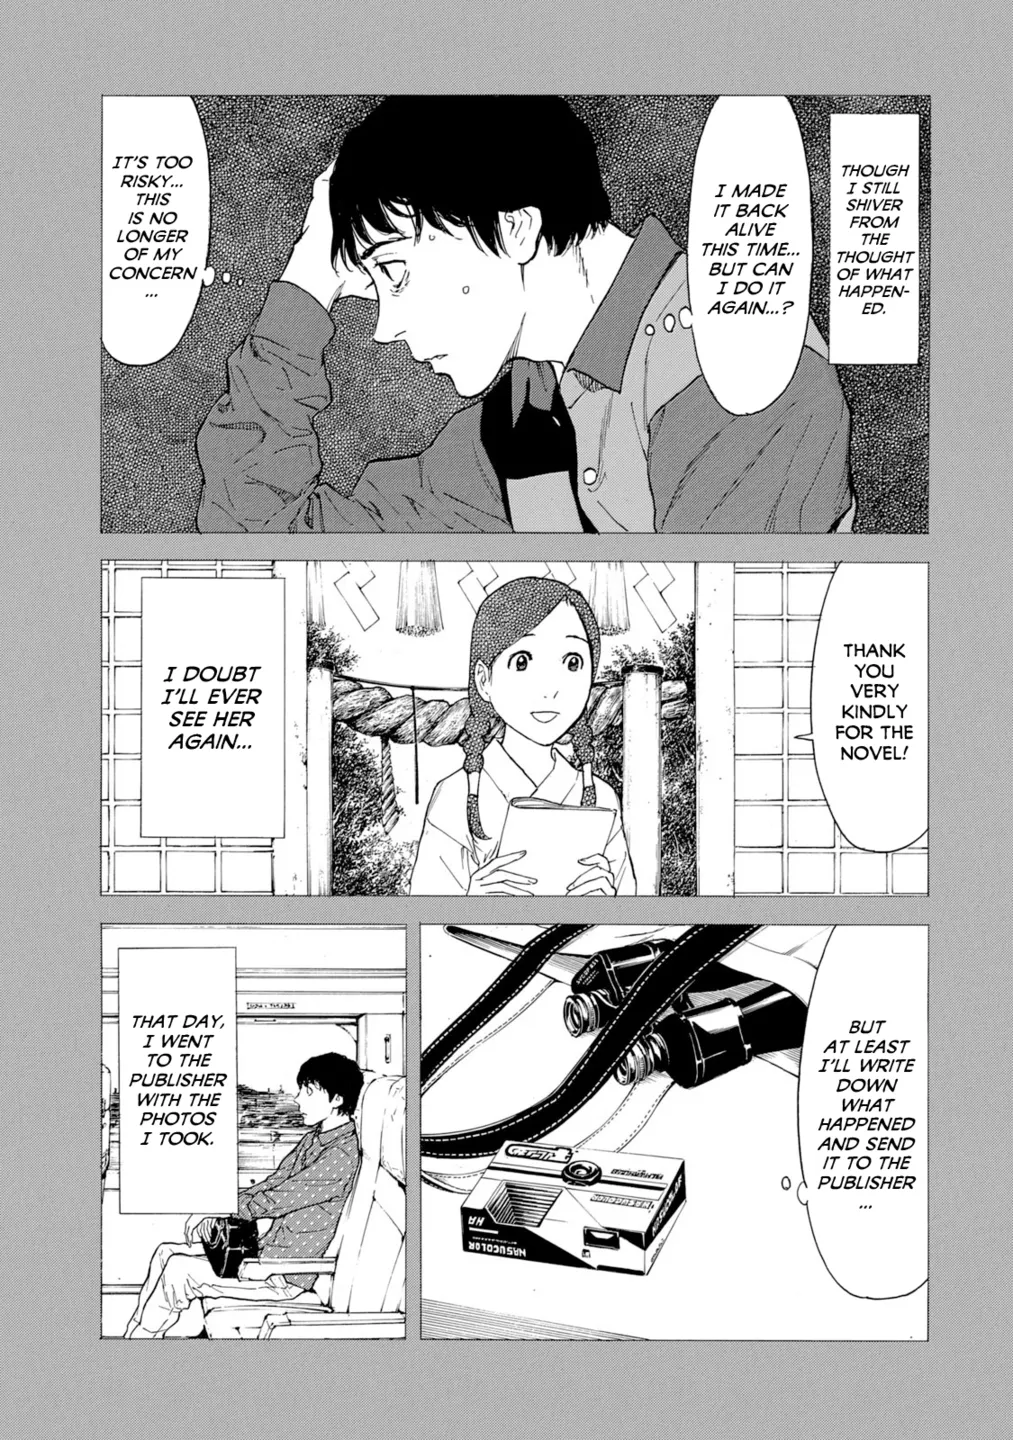 THOUGH
I STILL
SHIVER
FROM
THE
THOUGHT
OF WHAT
HAPPEN-
ED.
I MADE
IT BACK
ALIVE
THIS TIME...
BUT CAN
I DO IT
AGAIN...?
IT'S TOO
RISKY...
THIS
IS NO
LONGER
OF MY
CONCERN
...
THANK
YOU
VERY
KINDLY
FOR THE
NOVEL!
I DOUBT
I'LL EVER
SEE HER
AGAIN...
BUT
AT LEAST
I'LL WRITE
DOWN
WHAT
HAPPENED
AND SEND
IT TO THE
PUBLISHER
...
NASUCOLOR
HA
THAT DAY,
I WENT
TO THE
PUBLISHER
WITH THE
PHOTOS
I TOOK.